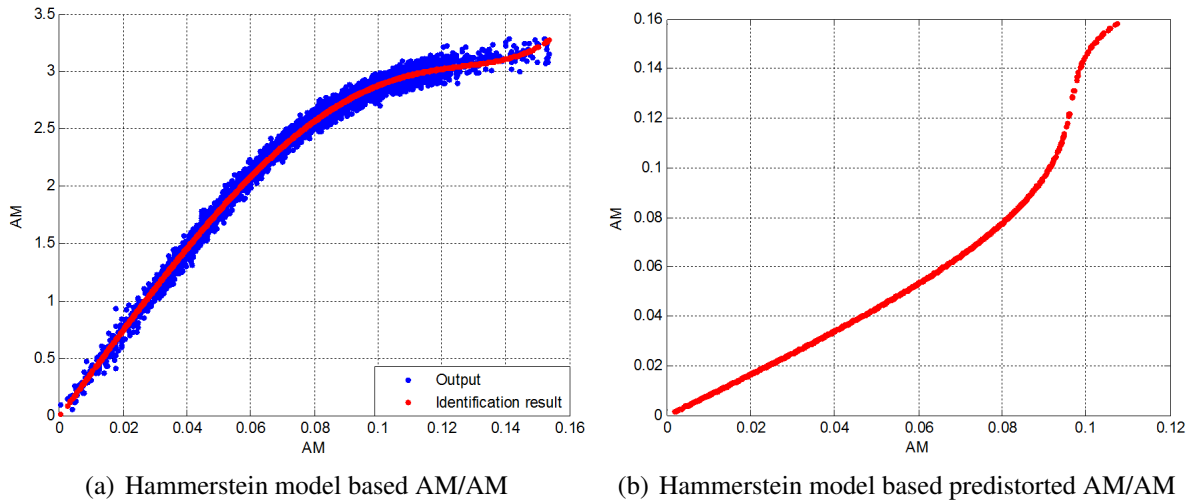 3.5
3
2.5
2
1.5
1
0.5
0
AM
0 0.02 0.04 0.06 0.08 0.1 0.12 0.14 0.16
AM
Output
Identification result
(a) Hammerstein model based AM/AM
0.16
0.14
0.12
0.1
0.08
0.06
0.04
0.02
0
AM
0 0.02 0.04 0.06 0.08 0.1 0.12
AM
(b) Hammerstein model based predistorted AM/AM